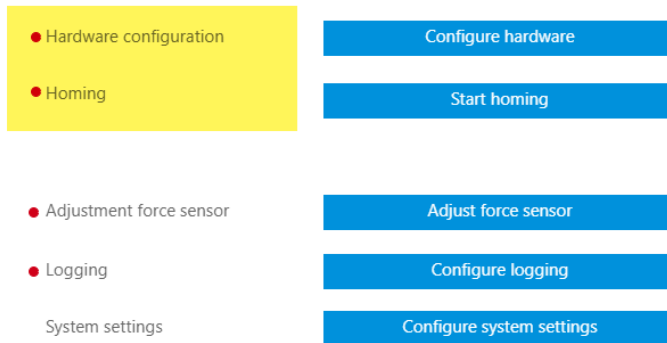 Hardware configuration
Configure hardware
Homing
Start homing
Adjustment force sensor
Adjust force sensor
Logging
Configure logging
System settings
Configure system settings